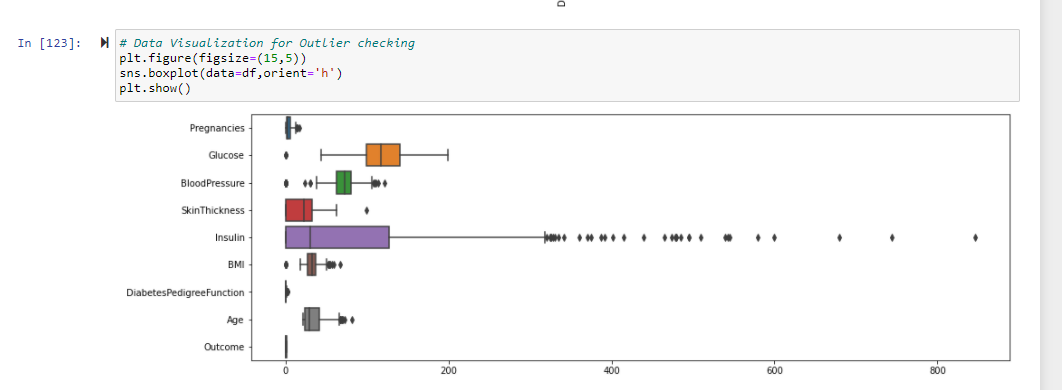 D
In [123]:
# Data Visualization for Outlier checking
plt.figure(figsize=(15,5))
sns.boxplot(data=df,orient='h')
plt.show()
Pregnancies
Glucose
BloodPressure
SkinThickness
Insulin
BMI
DiabetesPedigreeFunction
Age
Outcome
0 200 400 600 800